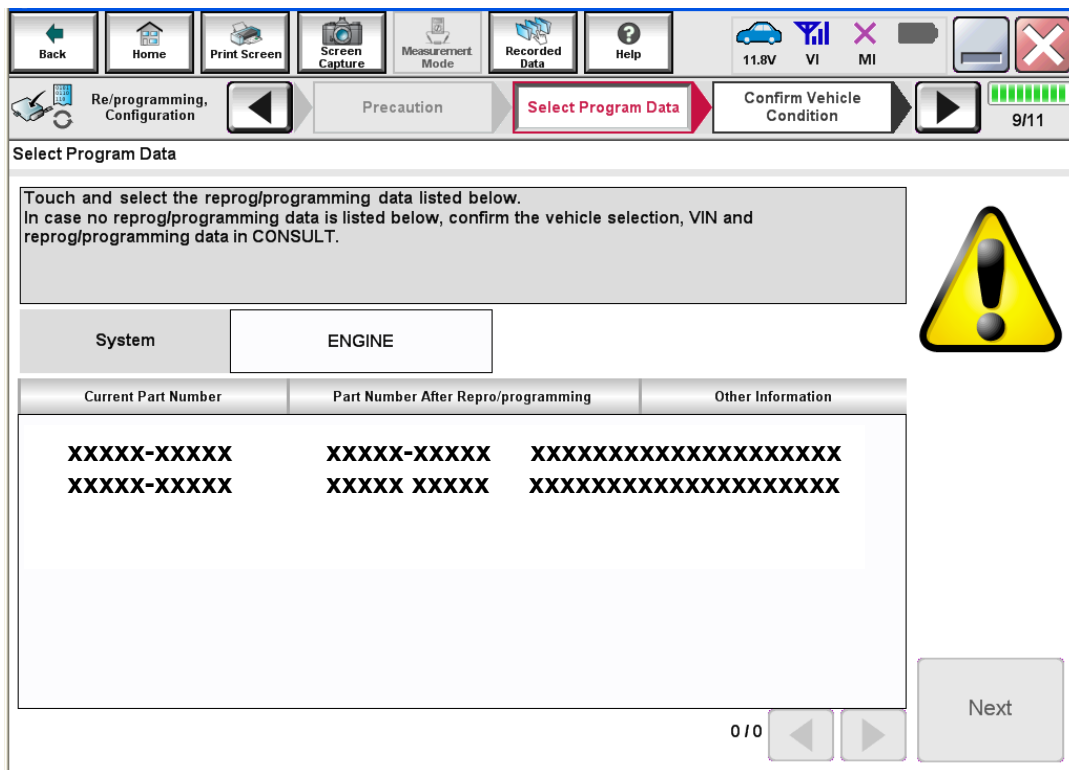 Back
Home
Print Screen
Screen
Capture
Measurement
Mode
Recorded
Data
Help
11.8V
VI
MI
Re/programming,
Configuration
Precaution
Select Program Data
Confirm Vehicle
Condition
9/11
Select Program Data
Touch and select the reprog/programming data listed below.
In case no reprog/programming data is listed below, confirm the vehicle selection, VIN and
reprog/programming data in CONSULT.
System
ENGINE
Current Part Number
Part Number After Repro/programming
Other Information
XXXXX-XXXXX XXXXX-XXXXX XXXXXXXXXXXXXXXXXXXX
XXXXX-XXXXX XXXXX XXXXX XXXXXXXXXXXXXXXXXXXX
0/0
Next